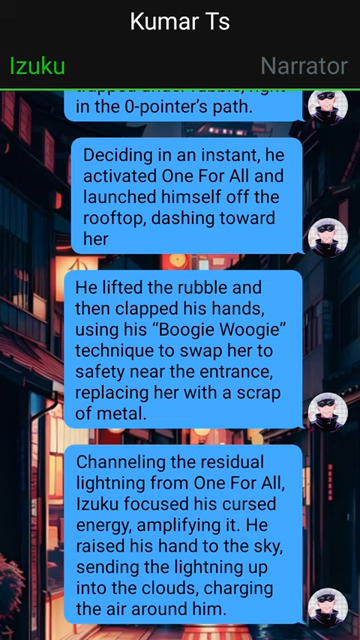 Kumar Ts
Izuku
Narrator
trapped under rubble, right
in the 0-pointer's path.
Deciding in an instant, he
activated One For All and
launched himself off the
rooftop, dashing toward
her
He lifted the rubble and
then clapped his hands,
using his “Boogie Woogie”
technique to swap her to
safety near the entrance,
replacing her with a scrap
of metal.
Channeling the residual
lightning from One For All,
Izuku focused his cursed
energy, amplifying it. He
raised his hand to the sky,
sending the lightning up
into the clouds, charging
the air around him.